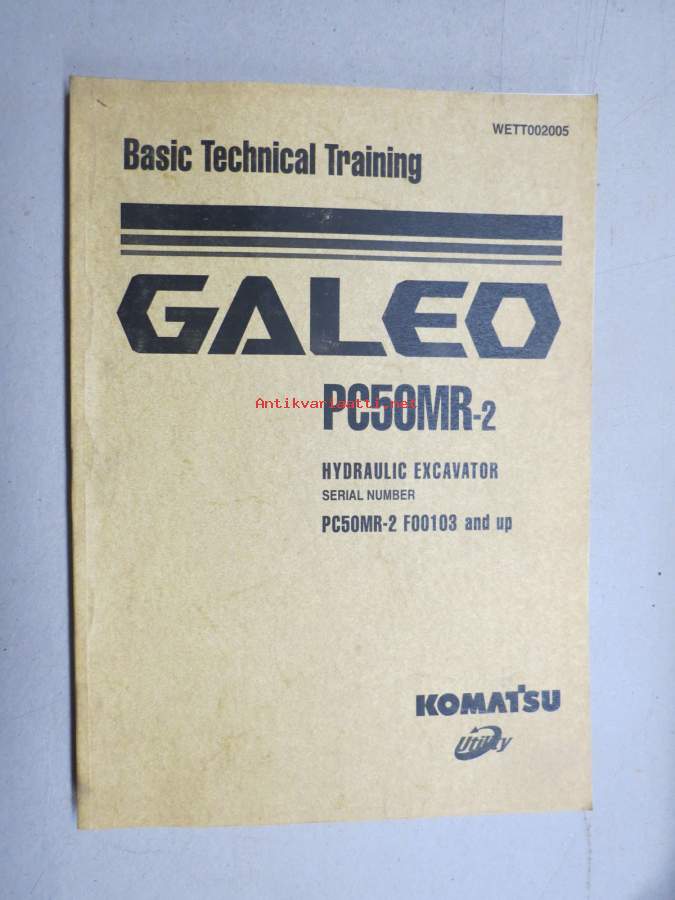 WETT002005
Basic Technical Training
GALEO
PC50MR-2
Antikvariaatti.net
HYDRAULIC EXCAVATOR
SERIAL NUMBER
PC50MR-2 F00103 and up
KOMATSU
Utility